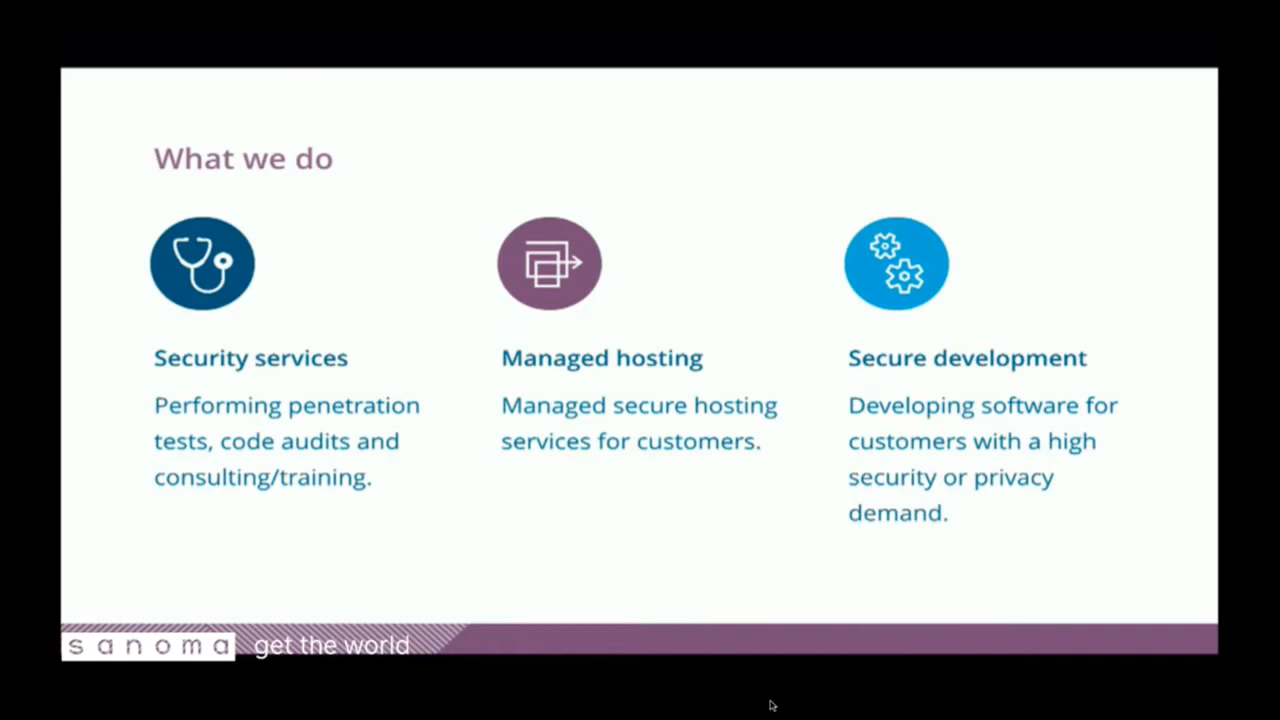 What we do
Security services
Performing penetration
tests, code audits and
consulting/training.
Managed hosting
Managed secure hosting
services for customers.
Secure development
Developing software for
customers with a high
security or privacy
demand.
sanoma get the world